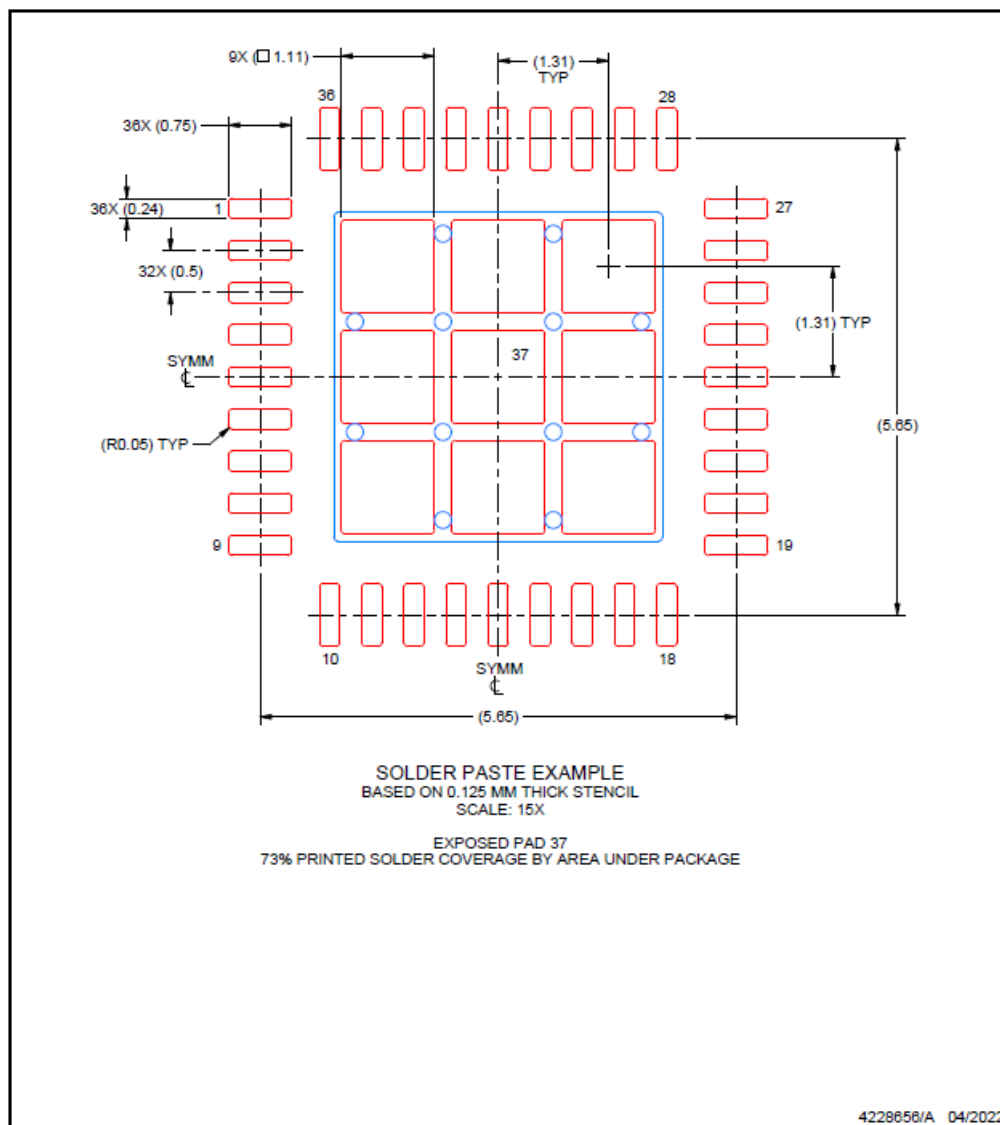 9X (□ 1.11)
(1.31)
TYP
36
28
36X (0.75)
36X (0.24)
1
27
32X (0.5)
(1.31) TYP
37
SYMM
℄
(5.65)
(R0.05) TYP
9
19
10
18
SYMM
℄
(5.65)
SOLDER PASTE EXAMPLE
BASED ON 0.125 MM THICK STENCIL
SCALE: 15X
EXPOSED PAD 37
73% PRINTED SOLDER COVERAGE BY AREA UNDER PACKAGE
4228656/A 04/2022